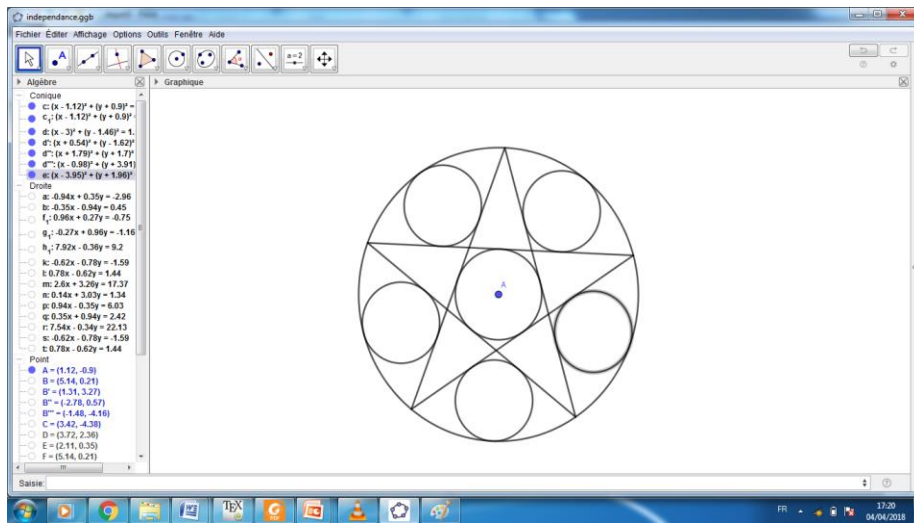 independance.ggb
Fichier Éditer Affichage Options Outils Fenêtre Aide
A
a = 2
Algèbre
Graphique
Conique
c: (x - 1.12)² + (y + 0.9)² =
c₁: (x - 1.12)² + (y + 0.9)² ·
d: (x - 3)² + (y - 1.46)² = 1.
d': (x + 0.54)² + (y - 1.62)²
d'': (x + 1.79)² + (y + 1.7)²
d''': (x - 0.98)² + (y + 3.91)
e: (x - 3.95)² + (y + 1.96)²
Droite
a: -0.94x + 0.35y = -2.96
b: -0.35x - 0.94y = 0.45
f₁: 0.96x + 0.27y = -0.75
g₁: -0.27x + 0.96y = -1.16
h₁: 7.92x - 0.36y = 9.2
k: -0.62x - 0.78y = -1.59
l: 0.78x - 0.62y = 1.44
m: 2.6x + 3.26y = 17.37
n: 0.14x + 3.03y = 1.34
p: 0.94x - 0.35y = 6.03
q: 0.35x + 0.94y = 2.42
r: 7.54x - 0.34y = 22.13
s: -0.62x - 0.78y = -1.59
t: 0.78x - 0.62y = 1.44
Point
A = (1.12, -0.9)
B = (5.14, 0.21)
B' = (1.31, 3.27)
B'' = (-2.78, 0.57)
B''' = (-1.48, -4.16)
C = (3.42, -4.38)
D = (3.72, 2.36)
E = (2.11, 0.35)
F = (5.14, 0.21)
A
Saisie:
TEX
FR
17:20
04/04/2018